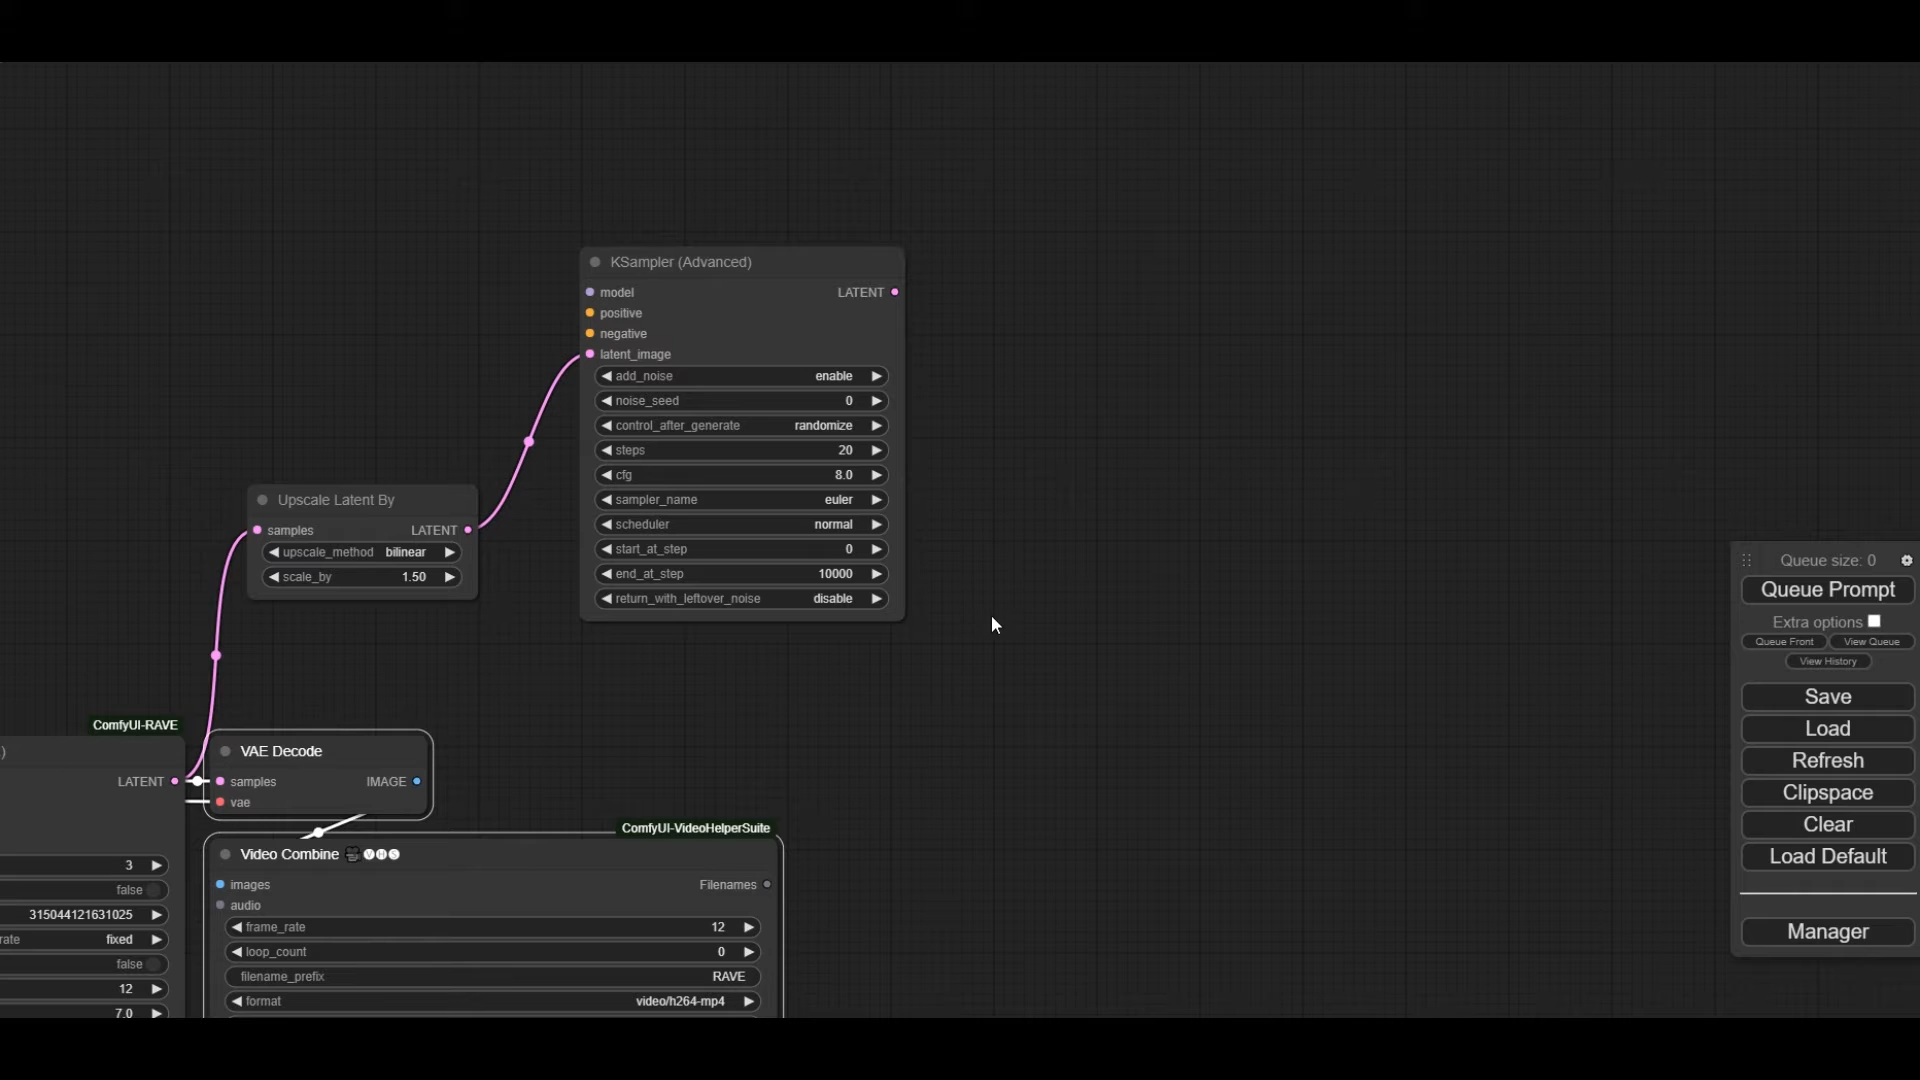 KSampler (Advanced)
model LATENT
positive
negative
latent_image
add_noise enable
noise_seed 0
control_after_generate randomize
steps 20
cfg 8.0
sampler_name euler
scheduler normal
start_at_step 0
end_at_step 10000
return_with_leftover_noise disable
Upscale Latent By
samples LATENT
upscale_method bilinear
scale_by 1.50
ComfyUI-RAVE
)
LATENT
3
false
315044121631025
rate fixed
false
12
7.0
VAE Decode
samples IMAGE
vae
ComfyUI-VideoHelperSuite
Video Combine VHS
images Filenames
audio
frame_rate 12
loop_count 0
filename_prefix RAVE
format video/h264-mp4
Queue size: 0
Queue Prompt
Extra options
Queue Front View Queue
View History
Save
Load
Refresh
Clipspace
Clear
Load Default
Manager